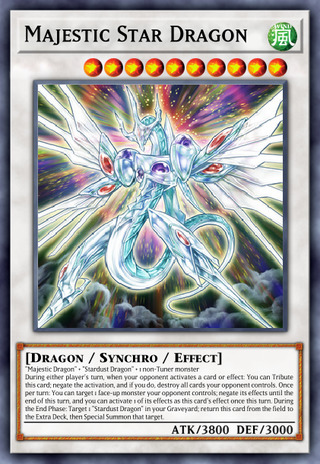 Majestic Star Dragon
WIND
風
[Dragon / Synchro / Effect]
"Majestic Dragon" + "Stardust Dragon" + 1 non-Tuner monster
During either player's turn, when your opponent activates a card or effect: You can Tribute
this card; negate the activation, and if you do, destroy all cards your opponent controls. Once
per turn: You can target 1 face-up monster your opponent controls; negate its effects until the
end of this turn, and you can activate 1 of its effects as this card's effect once this turn. During
the End Phase: Target 1 "Stardust Dragon" in your Graveyard; return this card from the field to
the Extra Deck, then Special Summon that target.
ATK/3800 DEF/3000